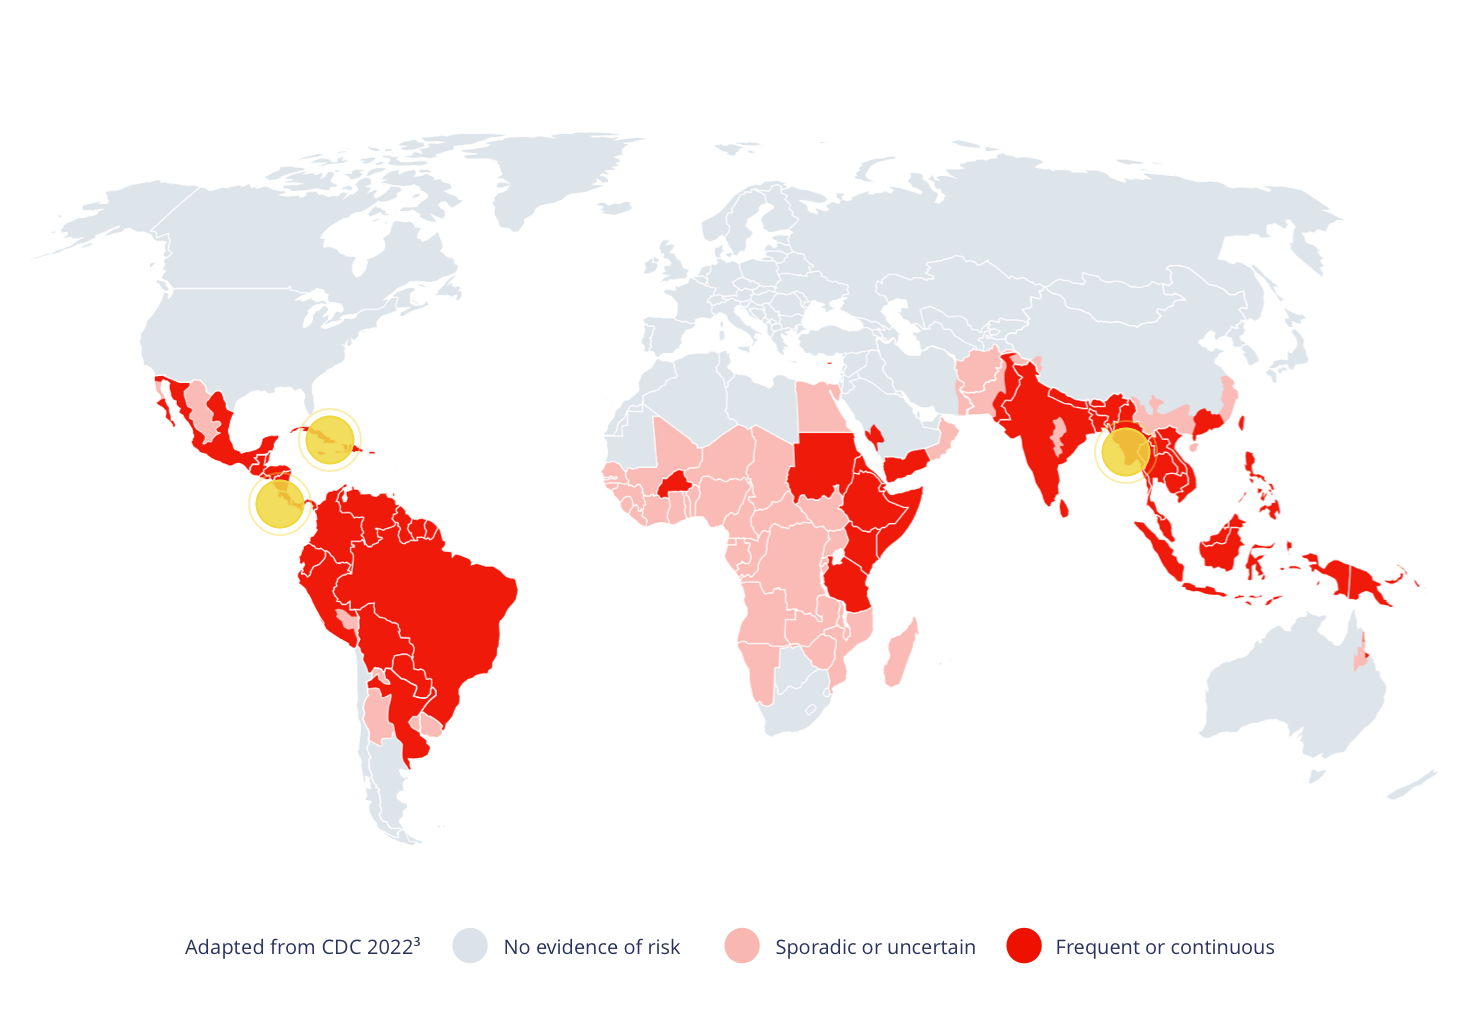 Adapted from CDC 2022³ No evidence of risk Sporadic or uncertain Frequent or continuous